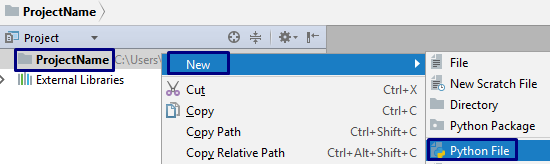 ProjectName
Project
ProjectName C:\Users\
External Libraries
New
Cut Ctrl+X
Copy Ctrl+C
Copy Path Ctrl+Shift+C
Copy Relative Path Ctrl+Alt+Shift+C
File
New Scratch File
Directory
Python Package
Python File